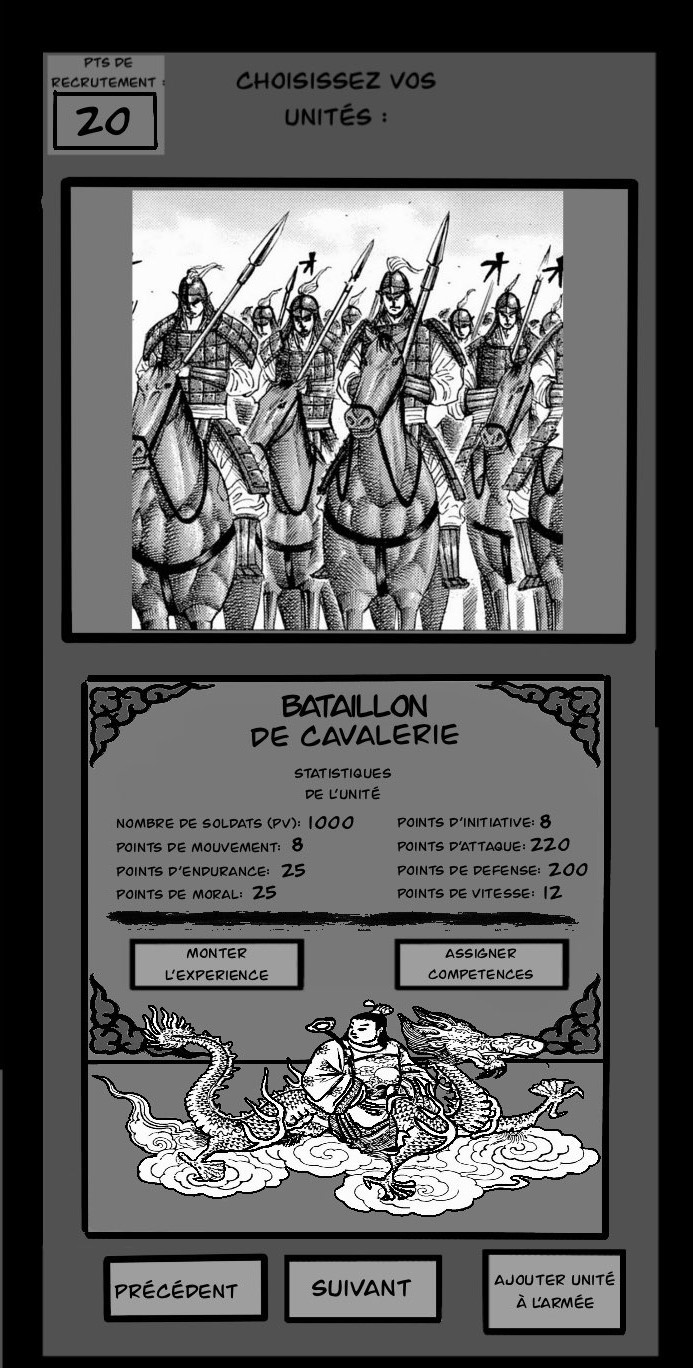 PTS DE
RECRUTEMENT :
20
CHOISISSEZ VOS
UNITÉS :
BATAILLON
DE CAVALERIE
STATISTIQUES
DE L'UNITÉ
NOMBRE DE SOLDATS (PV): 1000
POINTS DE MOUVEMENT: 8
POINTS D'ENDURANCE: 25
POINTS DE MORAL: 25
POINTS D'INITIATIVE: 8
POINTS D'ATTAQUE: 220
POINTS DE DEFENSE: 200
POINTS DE VITESSE: 12
MONTER
L'EXPERIENCE
ASSIGNER
COMPETENCES
PRÉCÉDENT
SUIVANT
AJOUTER UNITÉ
À L'ARMÉE